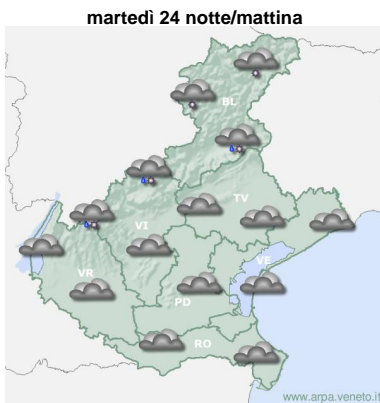 martedì 24 notte/mattina
BL
TV
VI
VE
VR
PD
RO
www.arpa.veneto.it